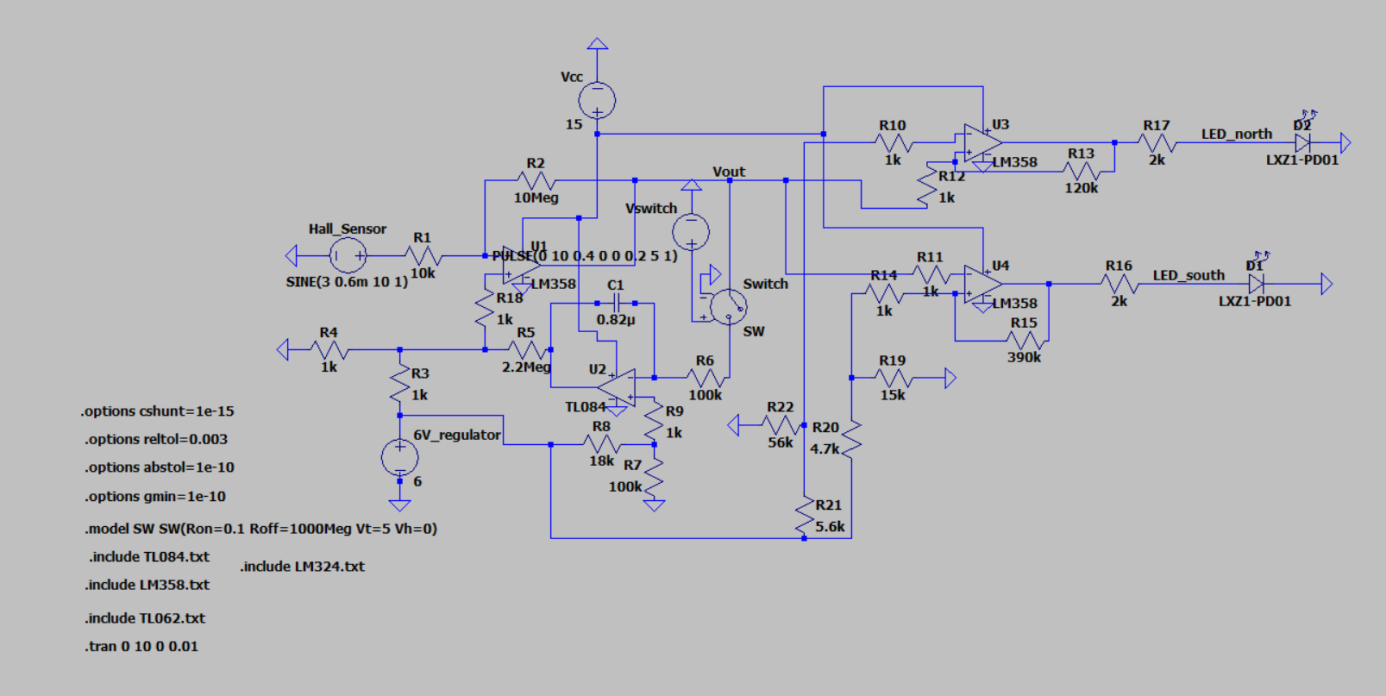 Vcc
15
R2
10Meg
Vout
Vswitch
Hall_Sensor
R1
10k
SINE(3 0.6m 10 1)
U1
PULSE(0 10 0.4 0 0 0.2 5 1)
LM358
R18
1k
C1
0.82µ
Switch
SW
R4
1k
R5
2.2Meg
U2
TL084
R6
100k
R3
1k
R9
1k
6V_regulator
6
R8
18k
R7
100k
R10
1k
U3
LM358
R12
1k
R13
120k
R17
2k
LED_north
D2
LXZ1-PD01
R11
1k
R14
1k
U4
LM358
R15
390k
R16
2k
LED_south
D1
LXZ1-PD01
R19
15k
R22
56k
R20
4.7k
R21
5.6k
.options cshunt=1e-15
.options reltol=0.003
.options abstol=1e-10
.options gmin=1e-10
.model SW SW(Ron=0.1 Roff=1000Meg Vt=5 Vh=0)
.include TL084.txt
.include LM324.txt
.include LM358.txt
.include TL062.txt
.tran 0 10 0 0.01